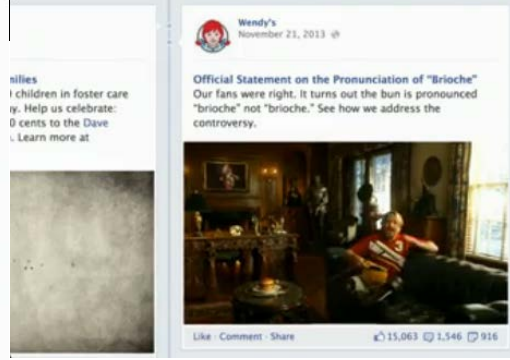 nilies
children in foster care
y. Help us celebrate:
0 cents to the Dave
. Learn more at
Wendy's
November 21, 2013
Official Statement on the Pronunciation of "Brioche"
Our fans were right. It turns out the bun is pronounced
"brioche" not "brioche." See how we address the
controversy.
Like · Comment · Share
15,063 1,546 916